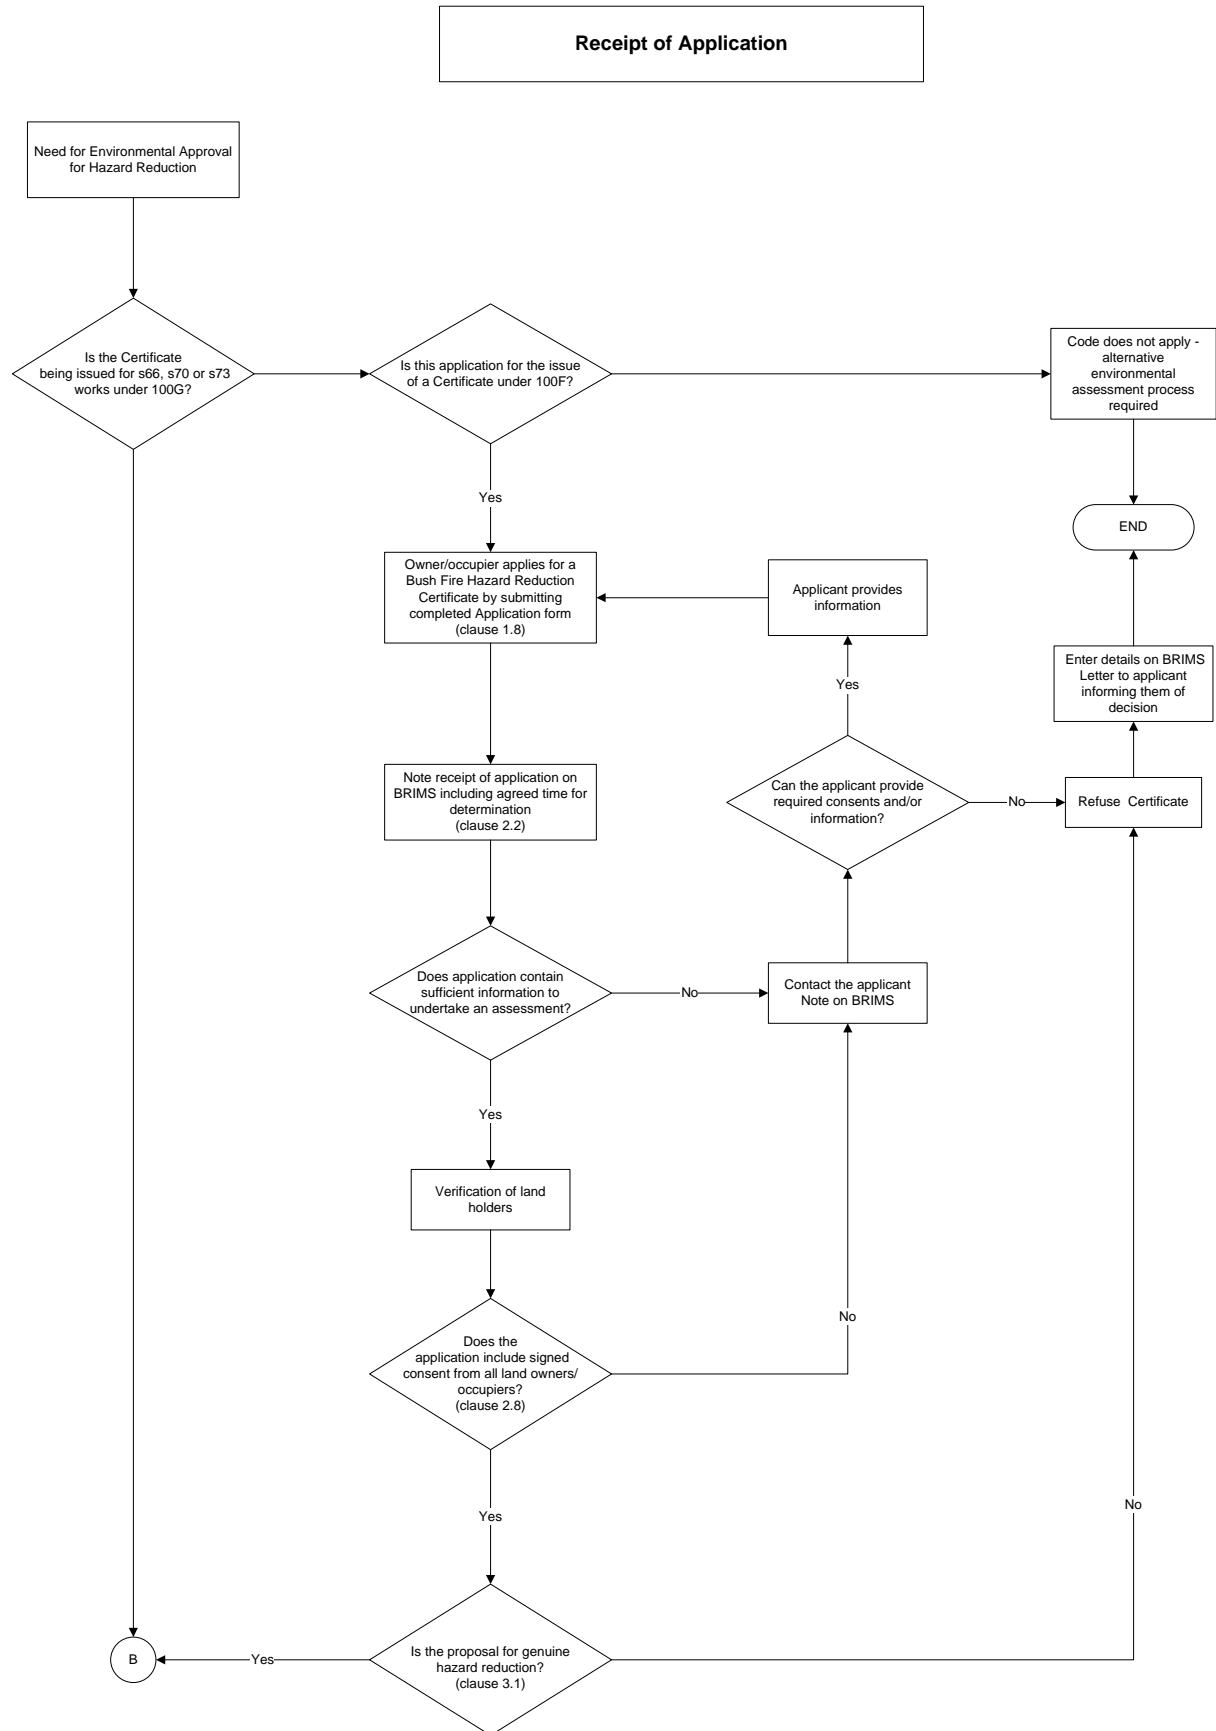 Receipt of Application
Need for Environmental Approval
for Hazard Reduction
Is the Certificate
being issued for s66, s70 or s73
works under 100G?
Is this application for the issue
of a Certificate under 100F?
Code does not apply -
alternative
environmental
assessment process
required
Yes
END
Owner/occupier applies for a
Bush Fire Hazard Reduction
Certificate by submitting
completed Application form
(clause 1.8)
Applicant provides
information
Enter details on BRIMS
Letter to applicant
informing them of
decision
Yes
Note receipt of application on
BRIMS including agreed time for
determination
(clause 2.2)
Can the applicant provide
required consents and/or
information?
No
Refuse Certificate
Does application contain
sufficient information to
undertake an assessment?
No
Contact the applicant
Note on BRIMS
Yes
Verification of land
holders
Does the
application include signed
consent from all land owners/
occupiers?
(clause 2.8)
No
Yes
No
Is the proposal for genuine
hazard reduction?
(clause 3.1)
Yes
B